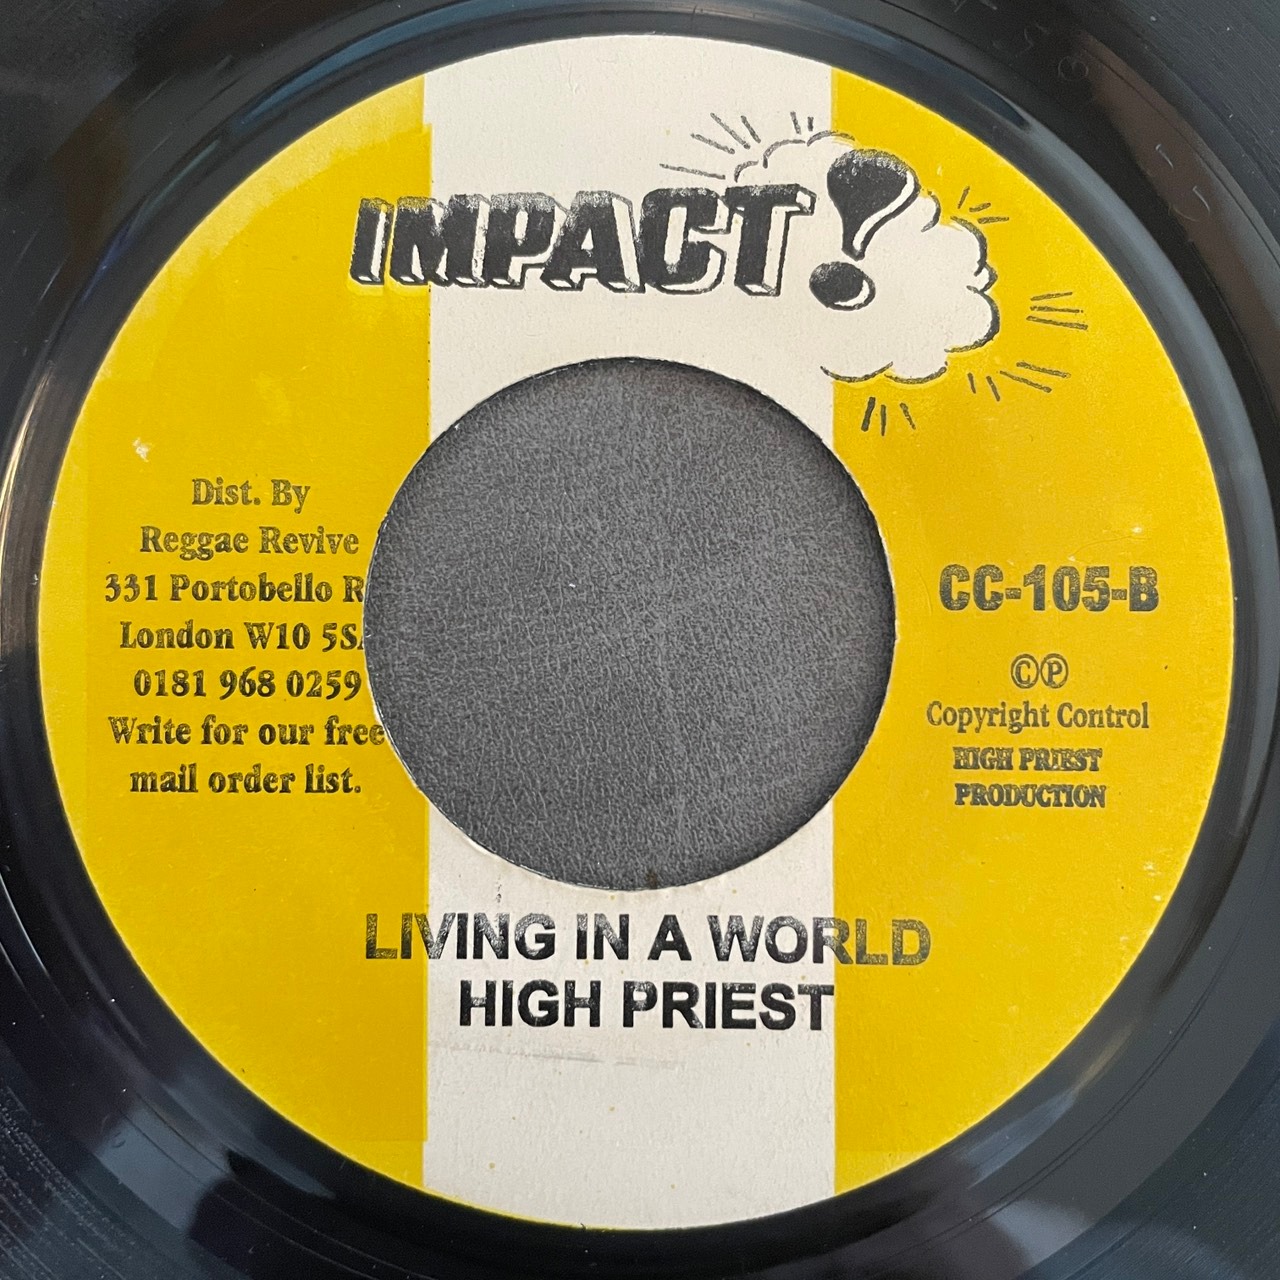 IMPACT!
Dist. By
Reggae Revive
331 Portobello R
London W10 5S
0181 968 0259
Write for our free
mail order list.
CC-105-B
©℗
Copyright Control
HIGH PRIEST
PRODUCTION
LIVING IN A WORLD
HIGH PRIEST